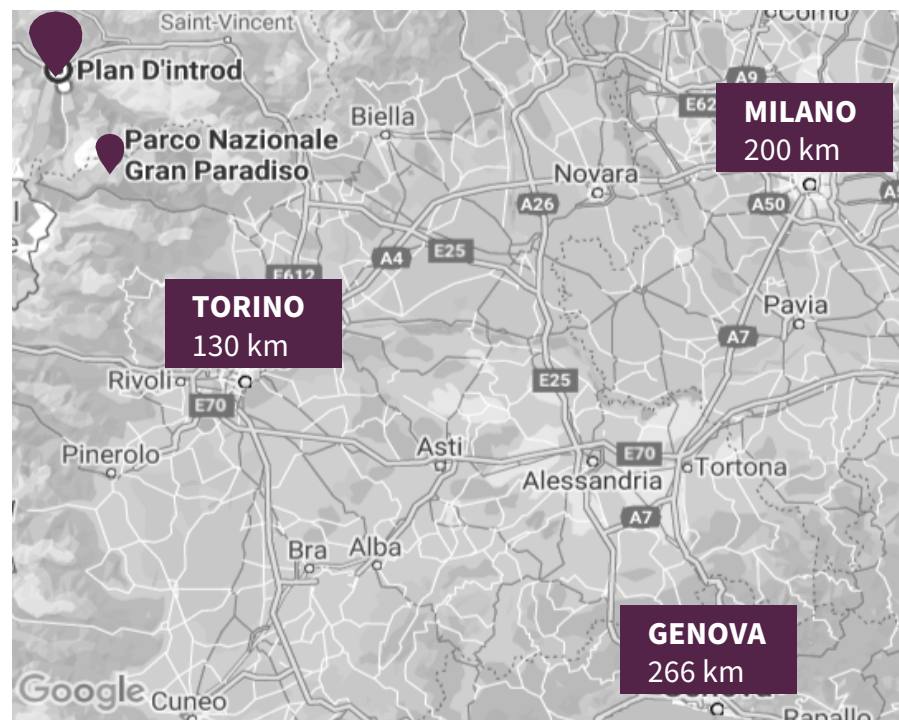 Saint-Vincent
Como
Plan D'introd
A9
E62
MILANO
200 km
Biella
Parco Nazionale
Gran Paradiso
Novara
A26
A50
E25
A4
E612
TORINO
130 km
Pavia
A7
Rivoli
E25
E70
Pinerolo
Asti
E70
Alessandria
Tortona
A7
Bra
Alba
GENOVA
266 km
Google
Cuneo
Rapallo